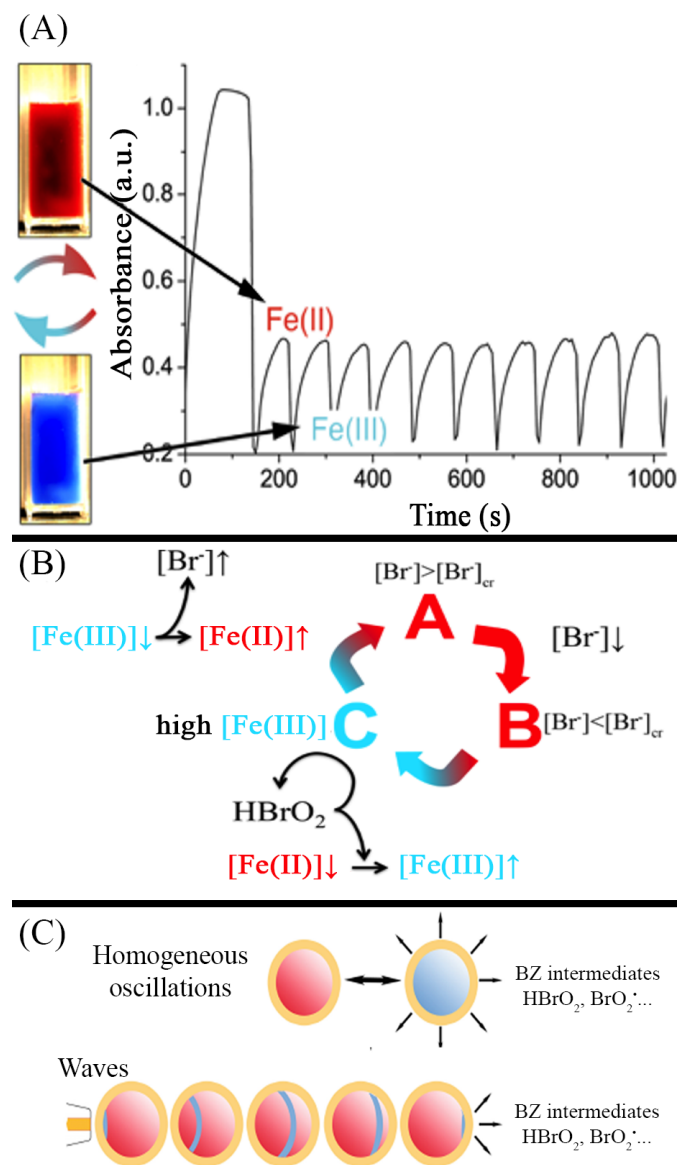 (A)
Absorbance (a.u.)
1.0
0.8
0.6
0.4
0.2
Fe(II)
Fe(III)
0 200 400 600 800 1000
Time (s)
(B)
[Br⁻]↑
[Fe(III)]↓ [Fe(II)]↑
[Br⁻]>[Br⁻]cr
A
[Br⁻]↓
B [Br⁻]<[Br⁻]cr
high [Fe(III)] C
HBrO₂
[Fe(II)]↓ → [Fe(III)]↑
(C)
Homogeneous
oscillations
BZ intermediates
HBrO₂, BrO₂•...
Waves
BZ intermediates
HBrO₂, BrO₂•...